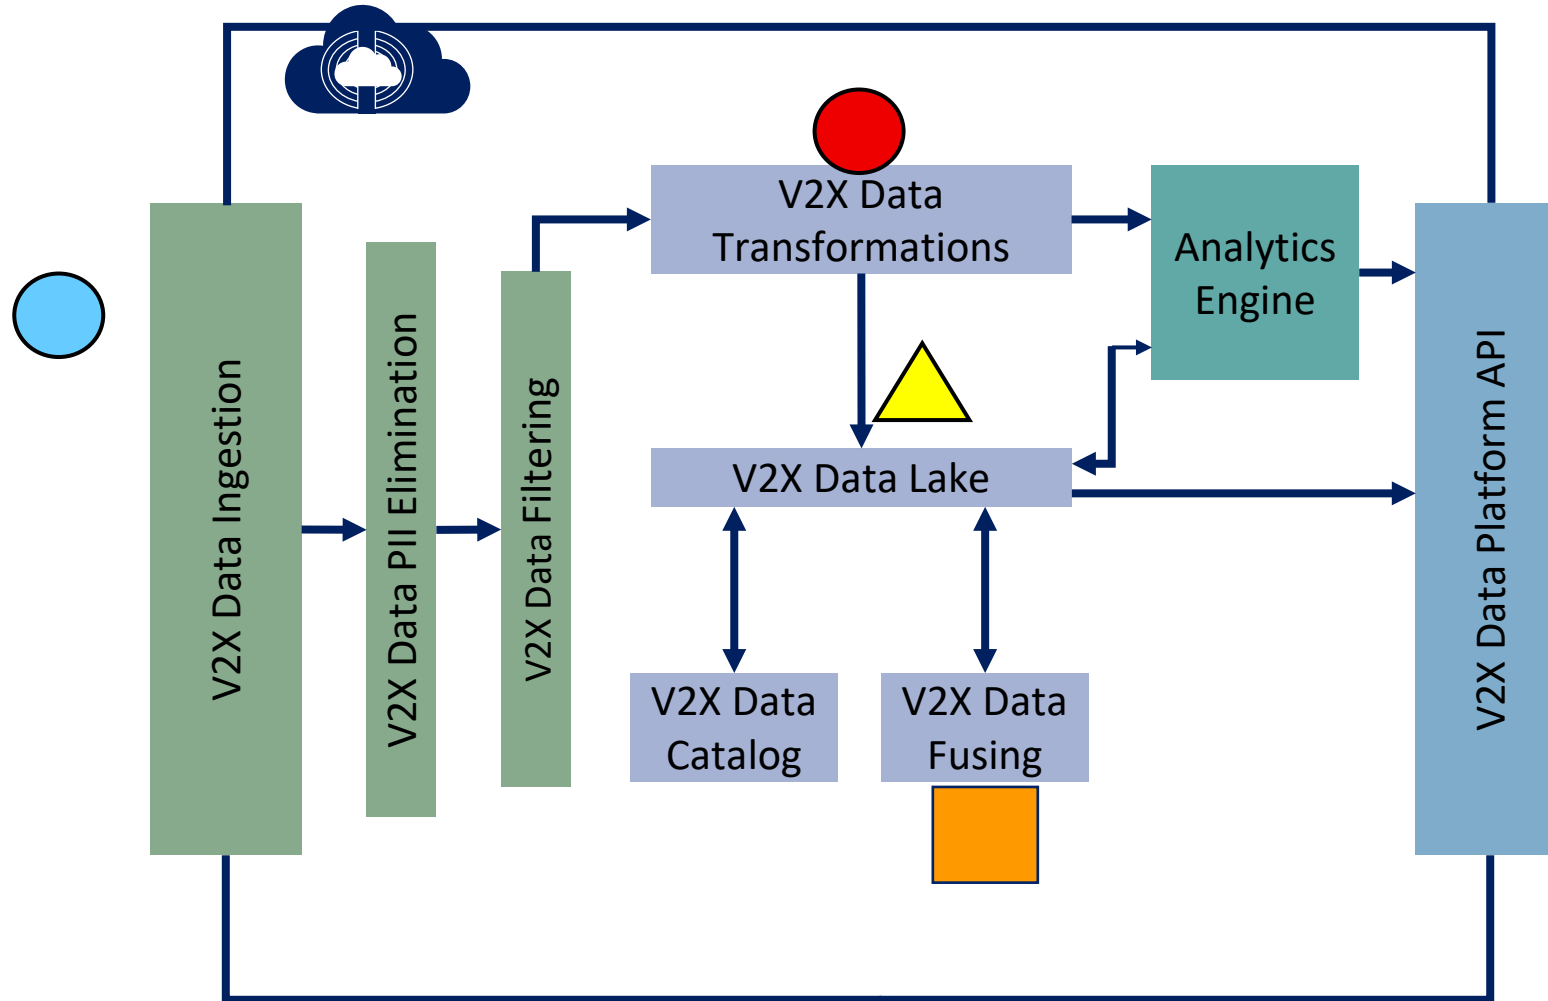 V2X Data Ingestion
V2X Data PII Elimination
V2X Data Filtering
V2X Data
Transformations
Analytics
Engine
V2X Data Lake
V2X Data
Catalog
V2X Data
Fusing
V2X Data Platform API